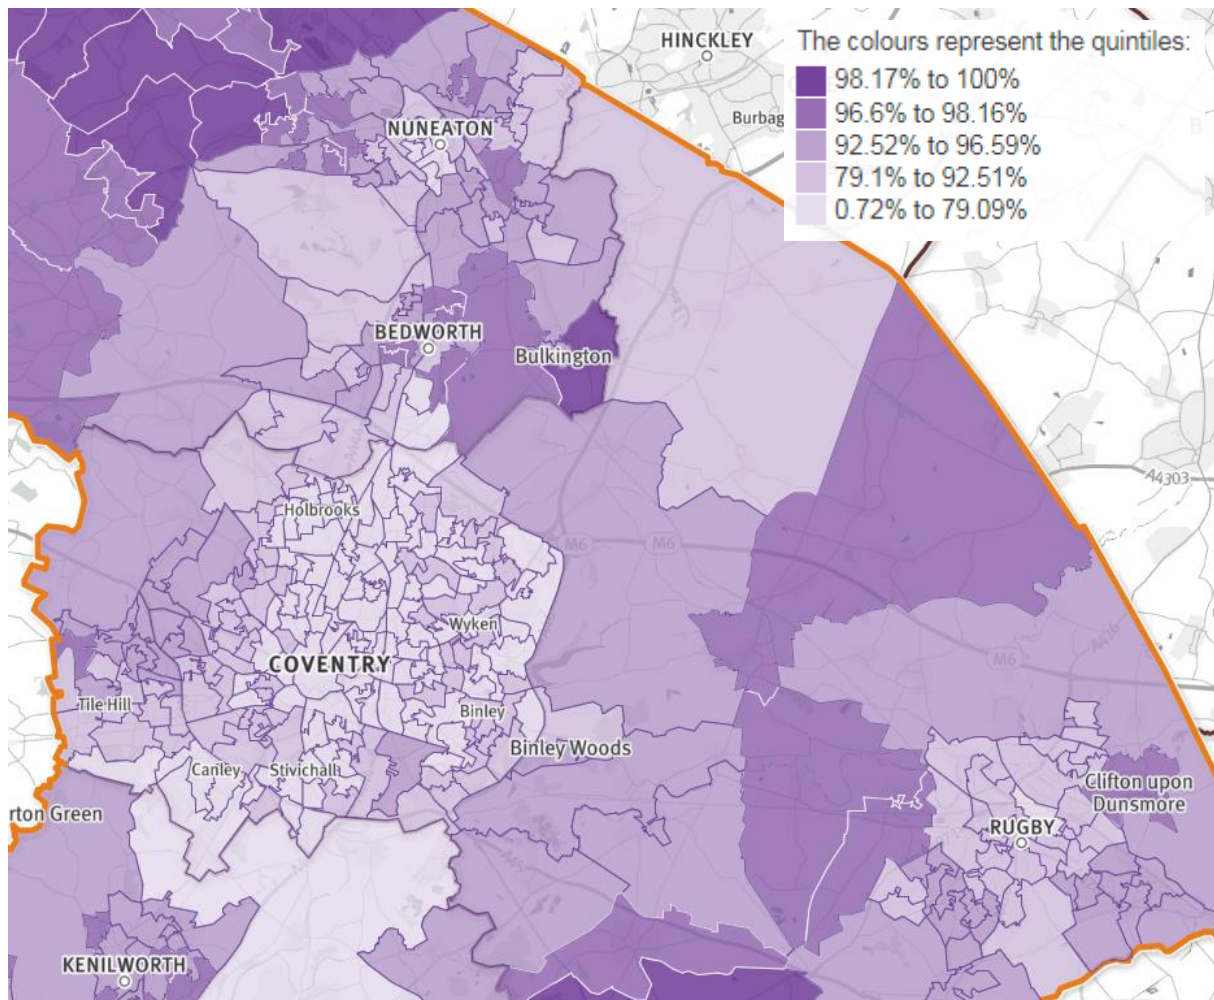 HINCKLEY
The colours represent the quintiles:
98.17% to 100%
96.6% to 98.16%
92.52% to 96.59%
79.1% to 92.51%
0.72% to 79.09%
Burbag
NUNEATON
BEDWORTH
Bulkington
A4303
Holbrooks
M6
M6
Wyken
COVENTRY
M6
Tile Hill
Binley
Binley Woods
Canley
Stivichall
Clifton upon
Dunsmore
rton Green
RUGBY
KENILWORTH